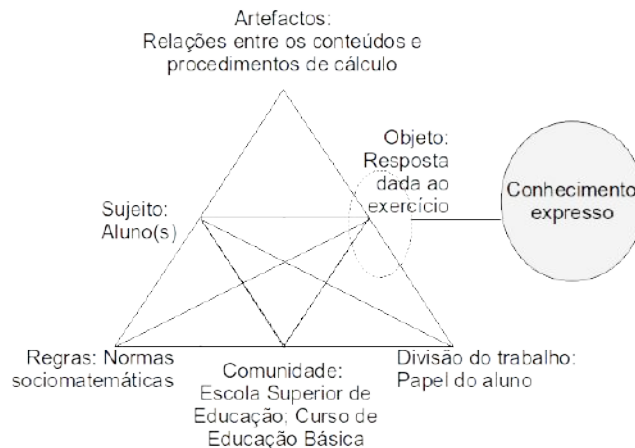 Artefactos:
Relações entre os conteúdos e
procedimentos de cálculo
Objeto:
Resposta
dada ao
exercício
Conhecimento
expresso
Sujeito:
Aluno(s)
Regras: Normas
sociomatemáticas
Comunidade:
Escola Superior de
Educação; Curso de
Educação Básica
Divisão do trabalho:
Papel do aluno